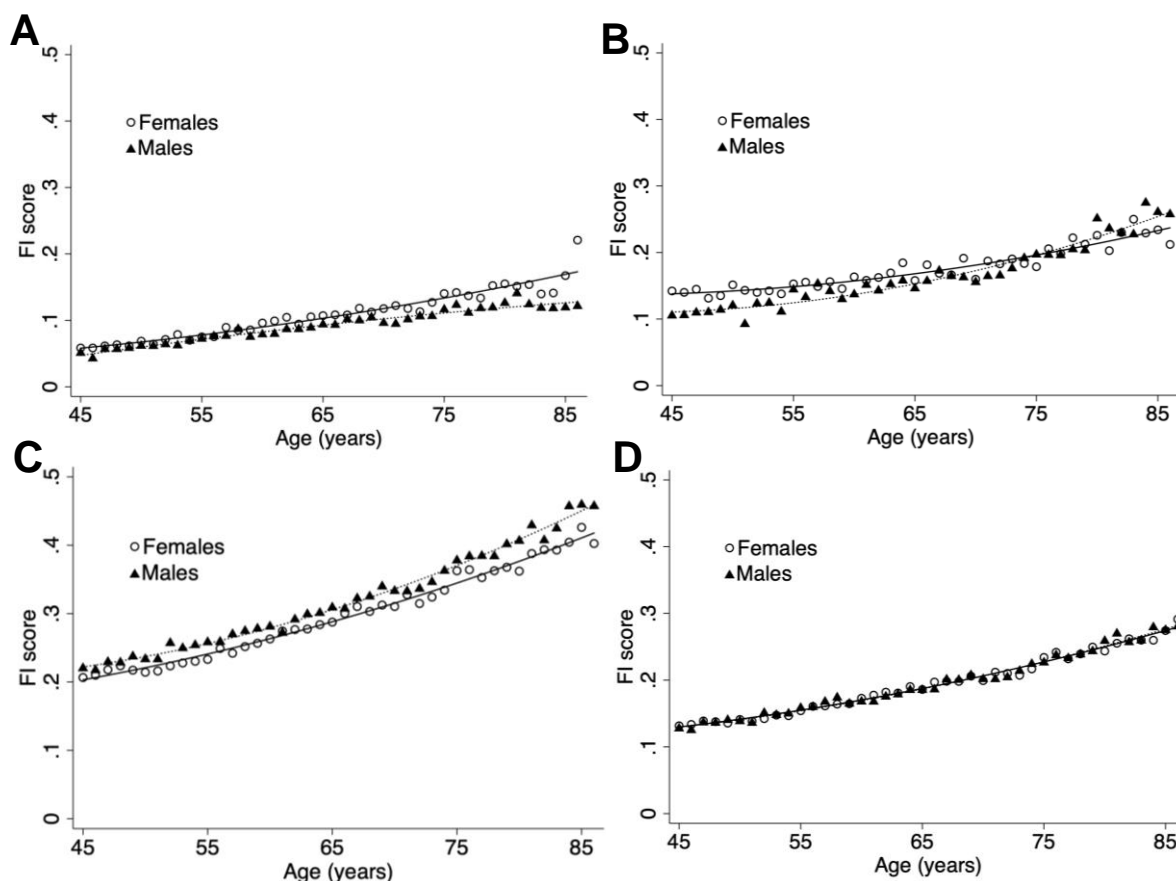 A
FI score
.5
.4
.3
.2
.1
0
Females
Males
45 55 65 75 85
Age (years)
B
FI score
.5
.4
.3
.2
.1
0
Females
Males
45 55 65 75 85
Age (years)
C
FI score
.5
.4
.3
.2
.1
0
Females
Males
45 55 65 75 85
Age (years)
D
FI score
.5
.4
.3
.2
.1
0
Females
Males
45 55 65 75 85
Age (years)